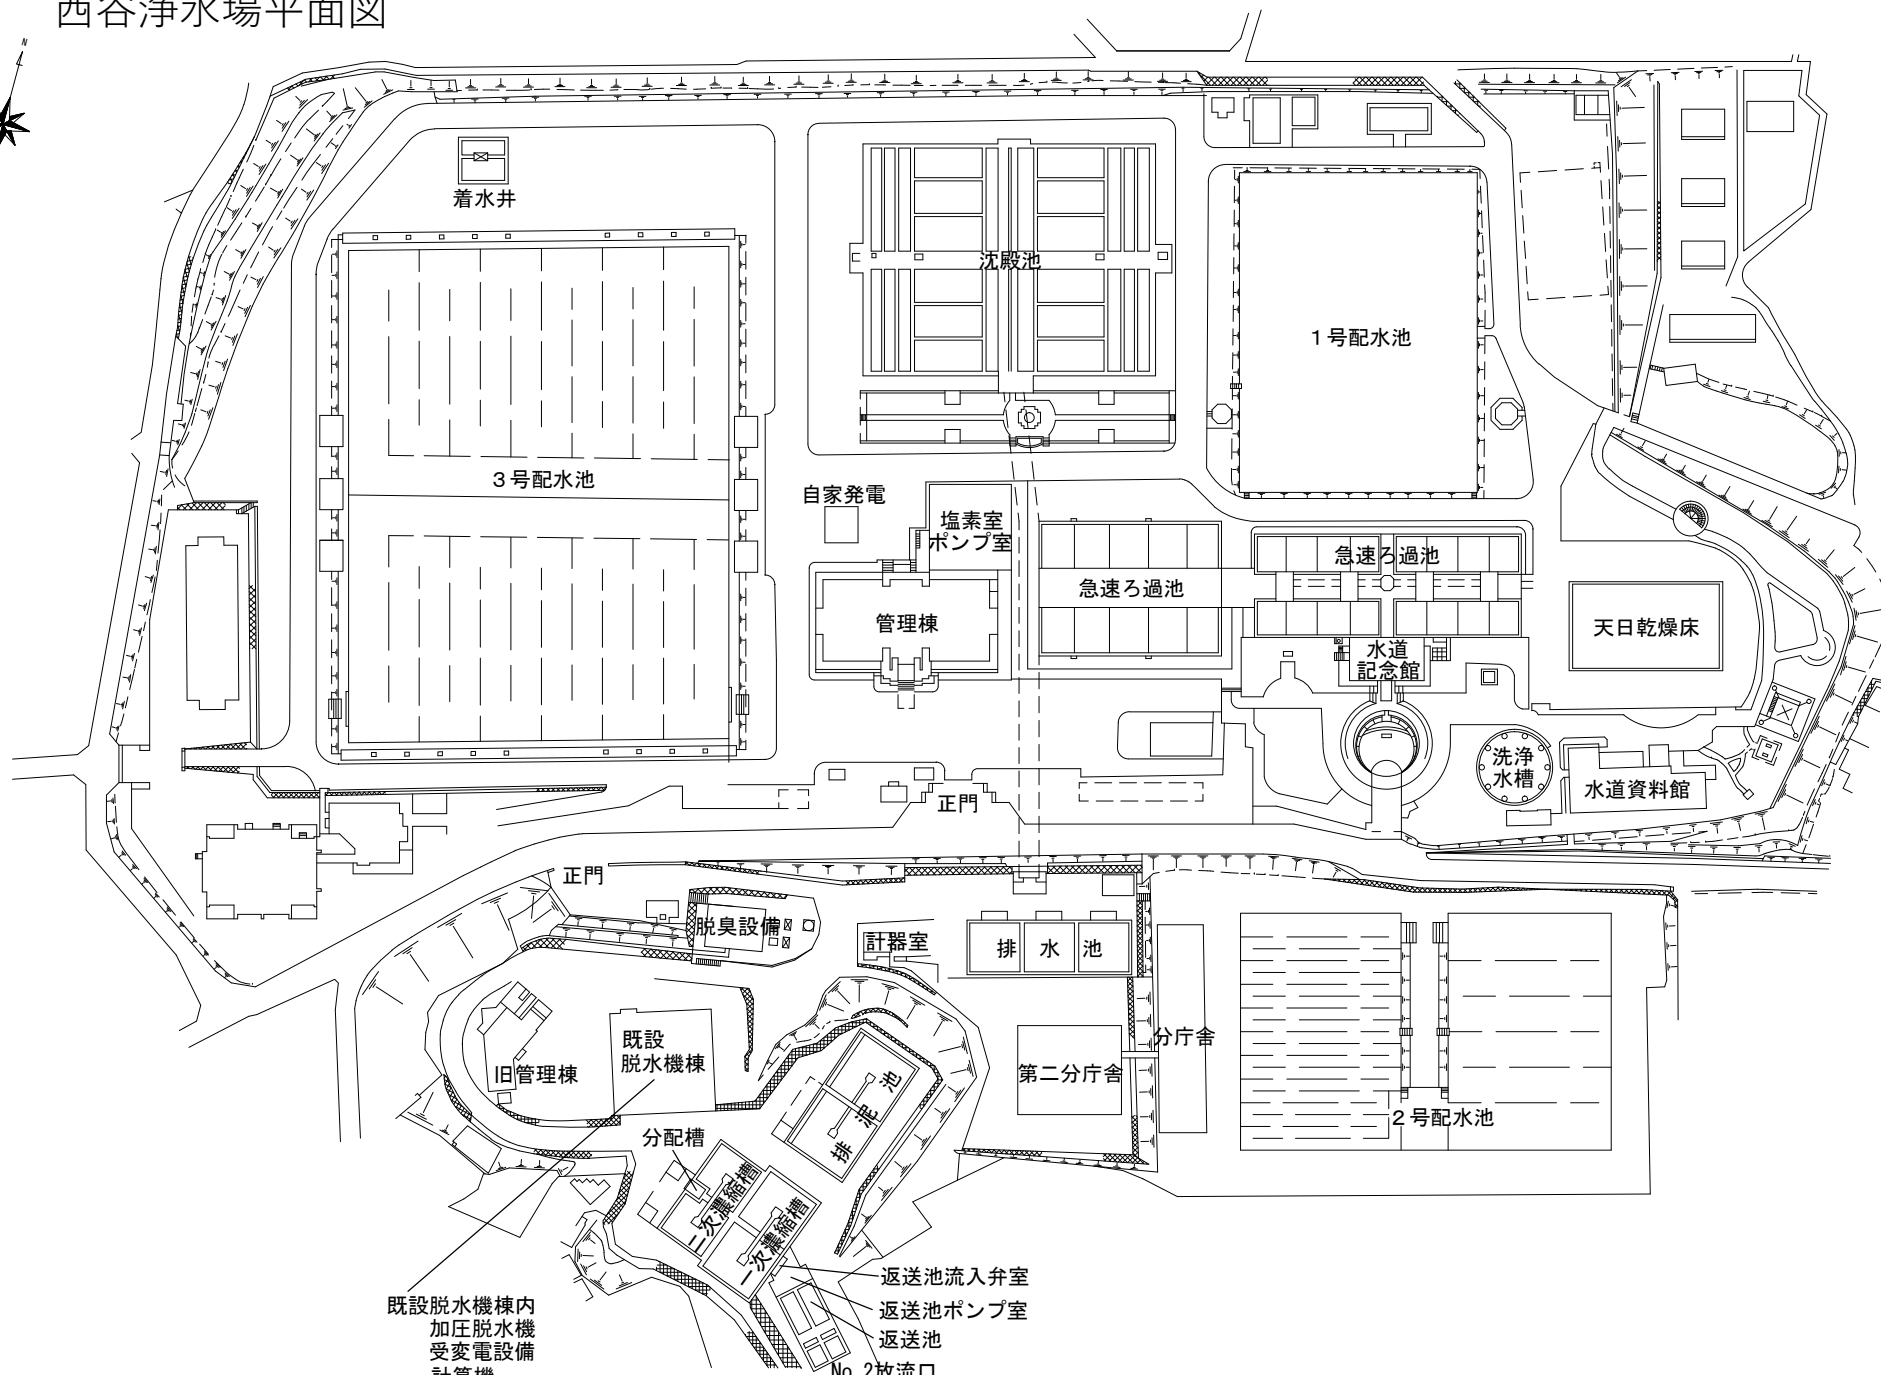 西谷浄水場平面図
N
着水井
沈殿池
1号配水池
3号配水池
自家発電
塩素室
ポンプ室
急速ろ過池
急速ろ過池
管理棟
天日乾燥床
水道
記念館
洗浄
水槽
水道資料館
正門
正門
脱臭設備
計器室
排 水 池
既設
脱水機棟
旧管理棟
分庁舎
第二分庁舎
2号配水池
排泥池
分配槽
二次濃縮槽
一次濃縮槽
返送池流入弁室
返送池ポンプ室
返送池
No.2放流口
既設脱水機棟内
加圧脱水機
受変電設備
計算機